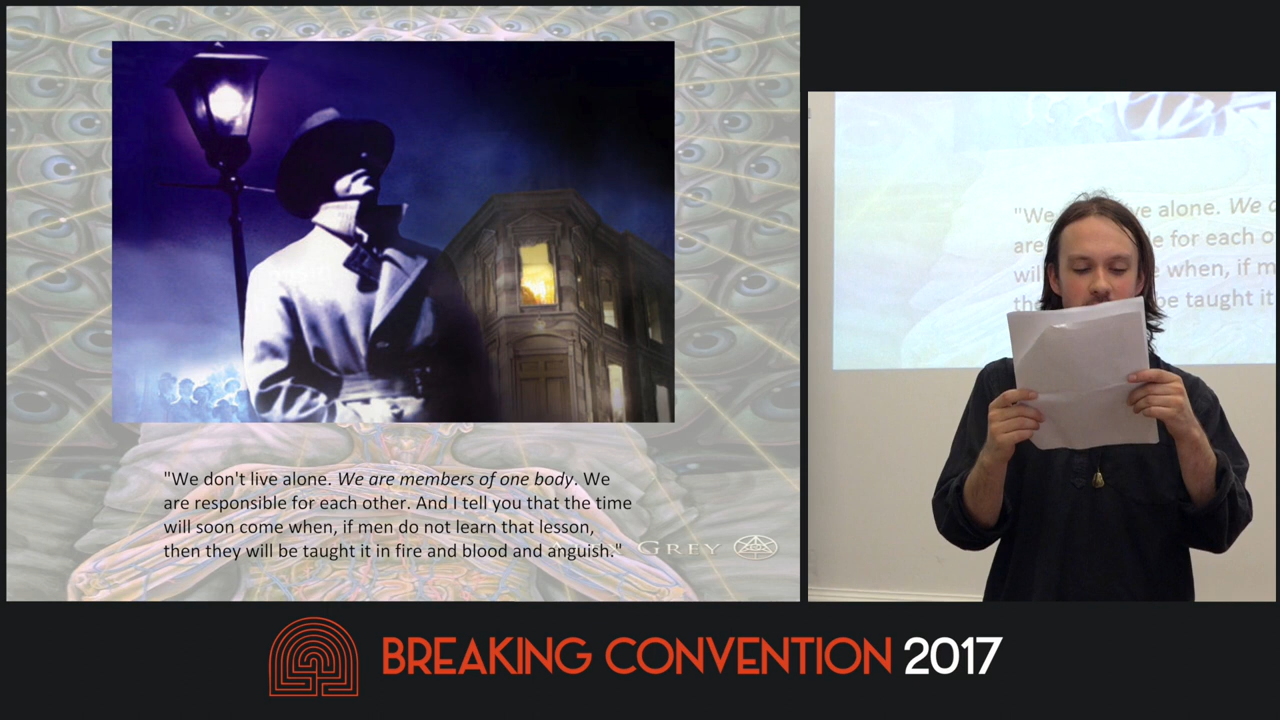 "We don't live alone. We are members of one body. We
are responsible for each other. And I tell you that the time
will soon come when, if men do not learn that lesson,
then they will be taught it in fire and blood and anguish."
GREY
"We live alone. We
are for each
will when, if
be taught it
BREAKING CONVENTION 2017